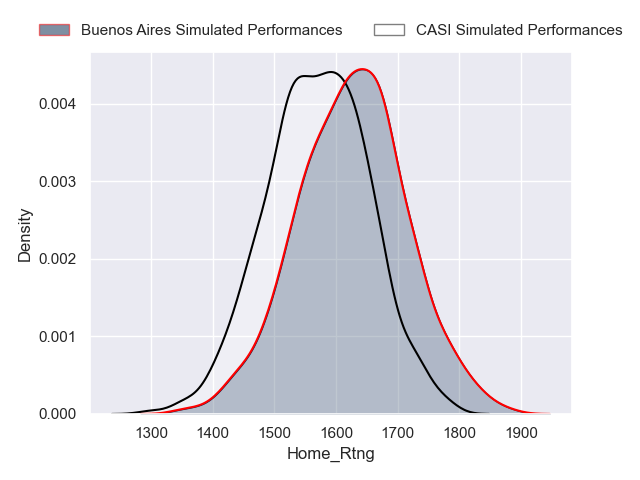 Buenos Aires Simulated Performances CASI Simulated Performances
0.004
0.003
0.002
0.001
0.000
Density
1300 1400 1500 1600 1700 1800 1900
Home_Rtng